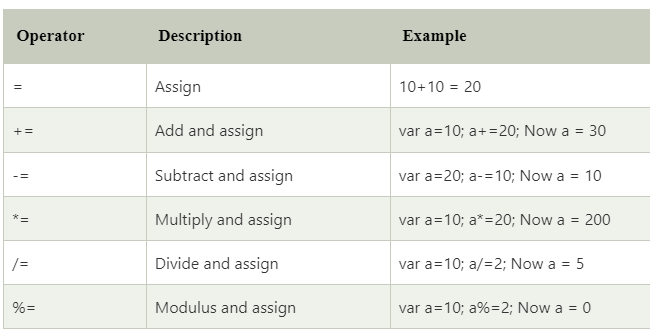 Operator Description Example
= Assign 10+10 = 20
+= Add and assign var a=10; a+=20; Now a = 30
-= Subtract and assign var a=20; a-=10; Now a = 10
*= Multiply and assign var a=10; a*=20; Now a = 200
/= Divide and assign var a=10; a/=2; Now a = 5
%= Modulus and assign var a=10; a%=2; Now a = 0